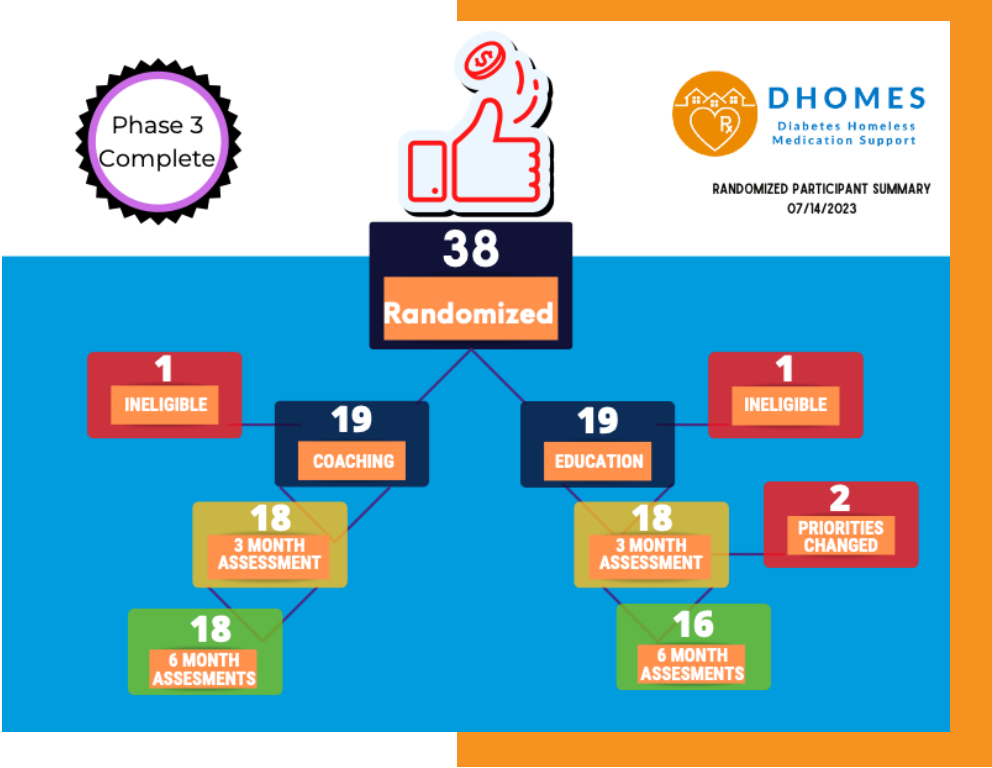 Phase 3
Complete
$
DHOMES
Diabetes Homeless
Medication Support
Rx
RANDOMIZED PARTICIPANT SUMMARY
07/14/2023
38
Randomized
1
INELIGIBLE
1
INELIGIBLE
19
COACHING
19
EDUCATION
18
3 MONTH
ASSESSMENT
18
3 MONTH
ASSESSMENT
2
PRIORITIES
CHANGED
18
6 MONTH
ASSESMENTS
16
6 MONTH
ASSESMENTS